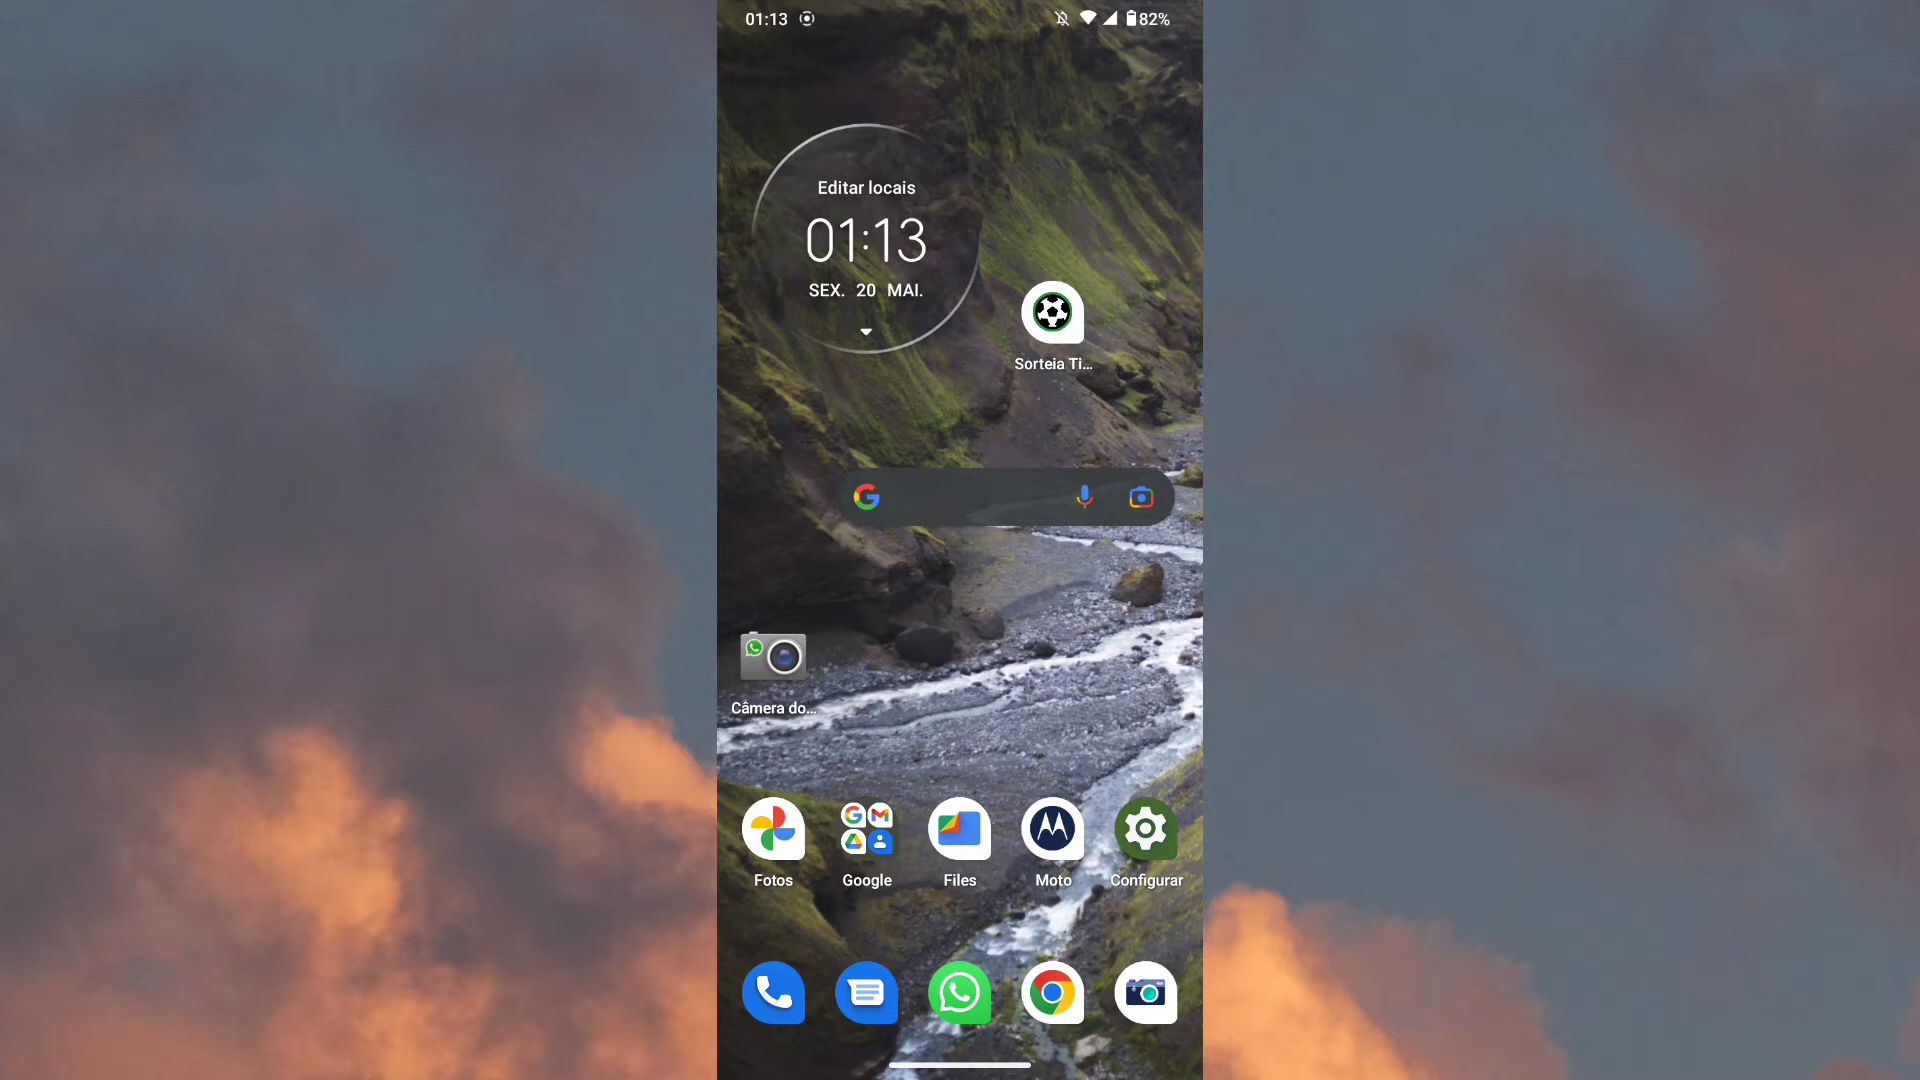 01:13
82%
Editar locais
01:13
SEX. 20 MAI.
Sorteia Ti...
Câmera do...
Fotos
Google
Files
Moto
Configurar